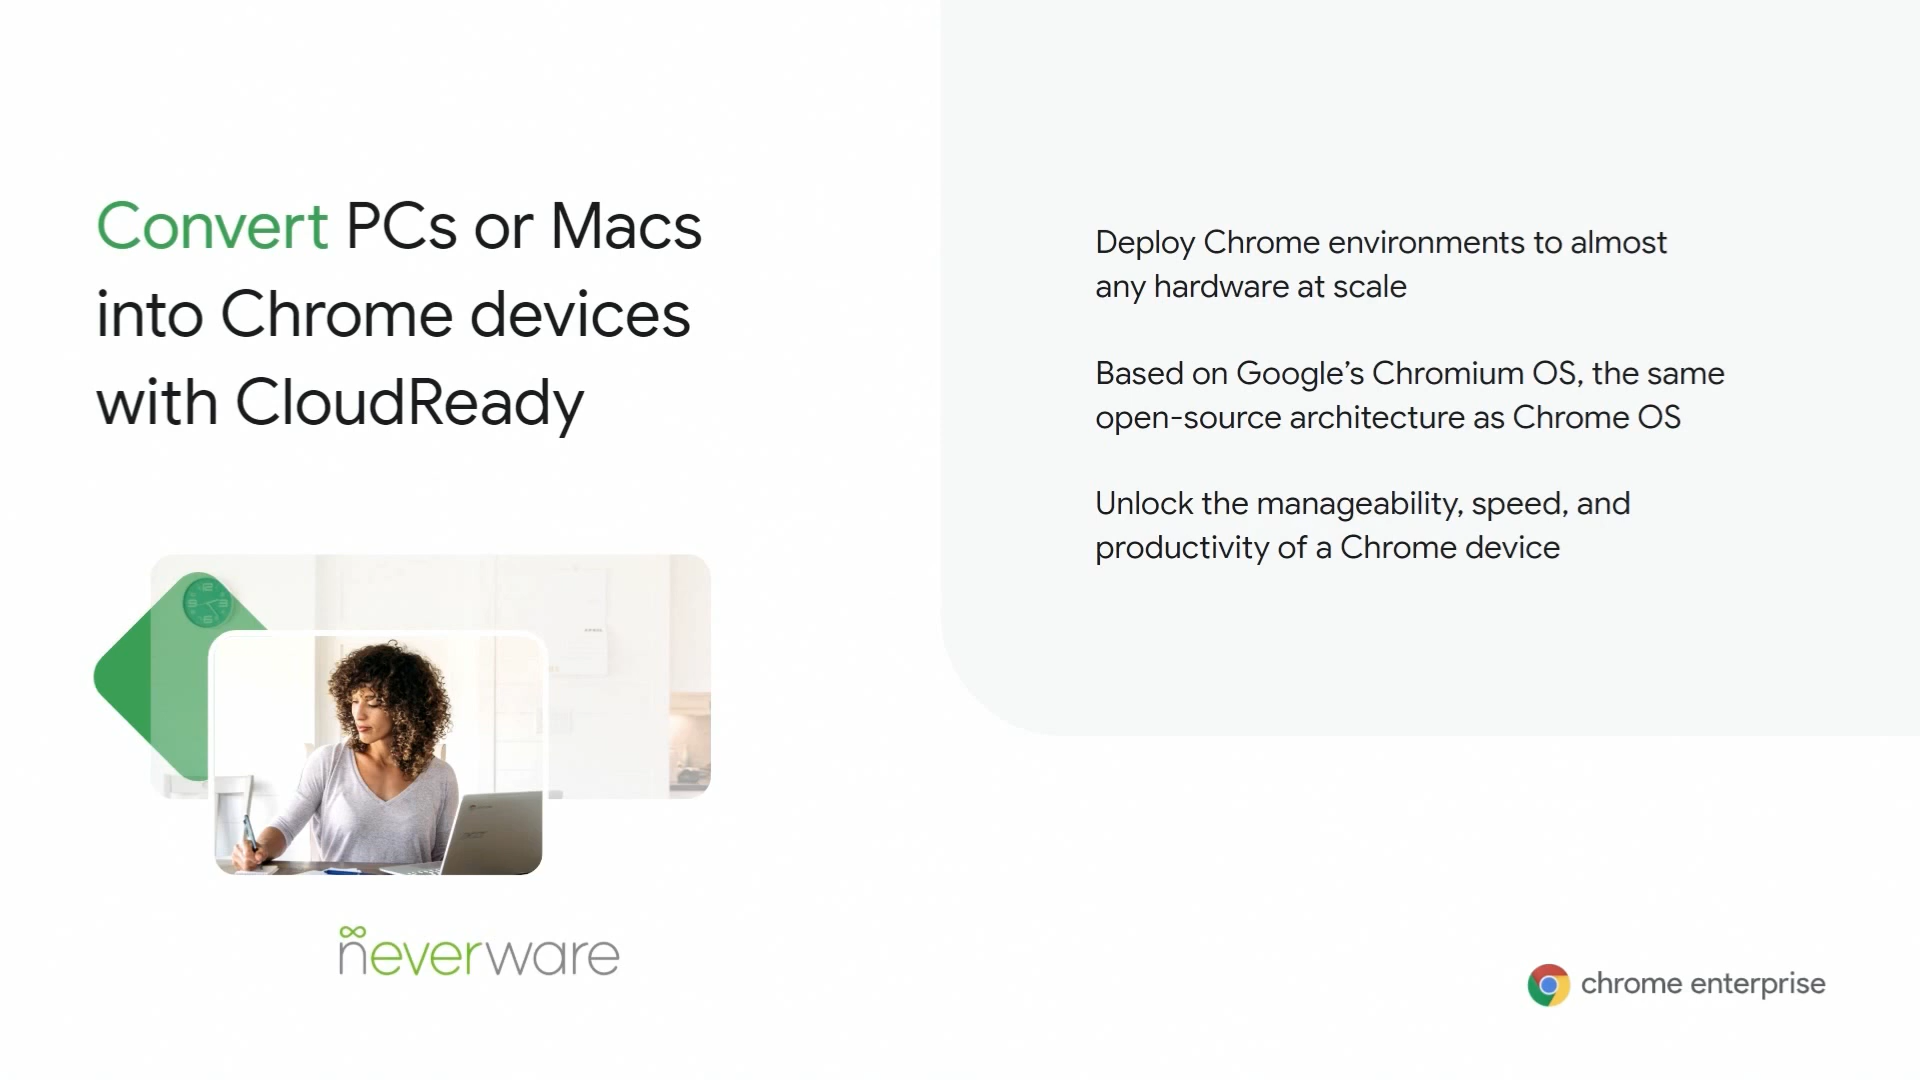 Convert PCs or Macs
into Chrome devices
with CloudReady
Deploy Chrome environments to almost
any hardware at scale
Based on Google’s Chromium OS, the same
open-source architecture as Chrome OS
Unlock the manageability, speed, and
productivity of a Chrome device
neverware
chrome enterprise